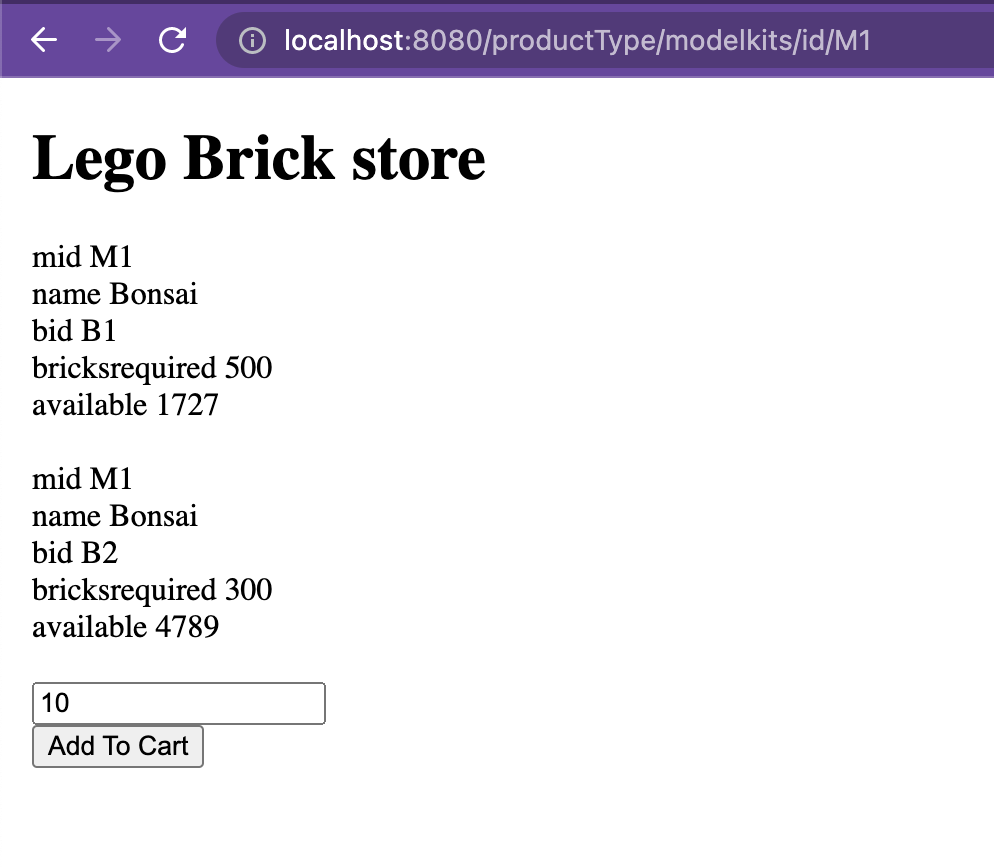 localhost:8080/productType/modelkits/id/M1
Lego Brick store
mid M1
name Bonsai
bid B1
bricksrequired 500
available 1727
mid M1
name Bonsai
bid B2
bricksrequired 300
available 4789
10
Add To Cart